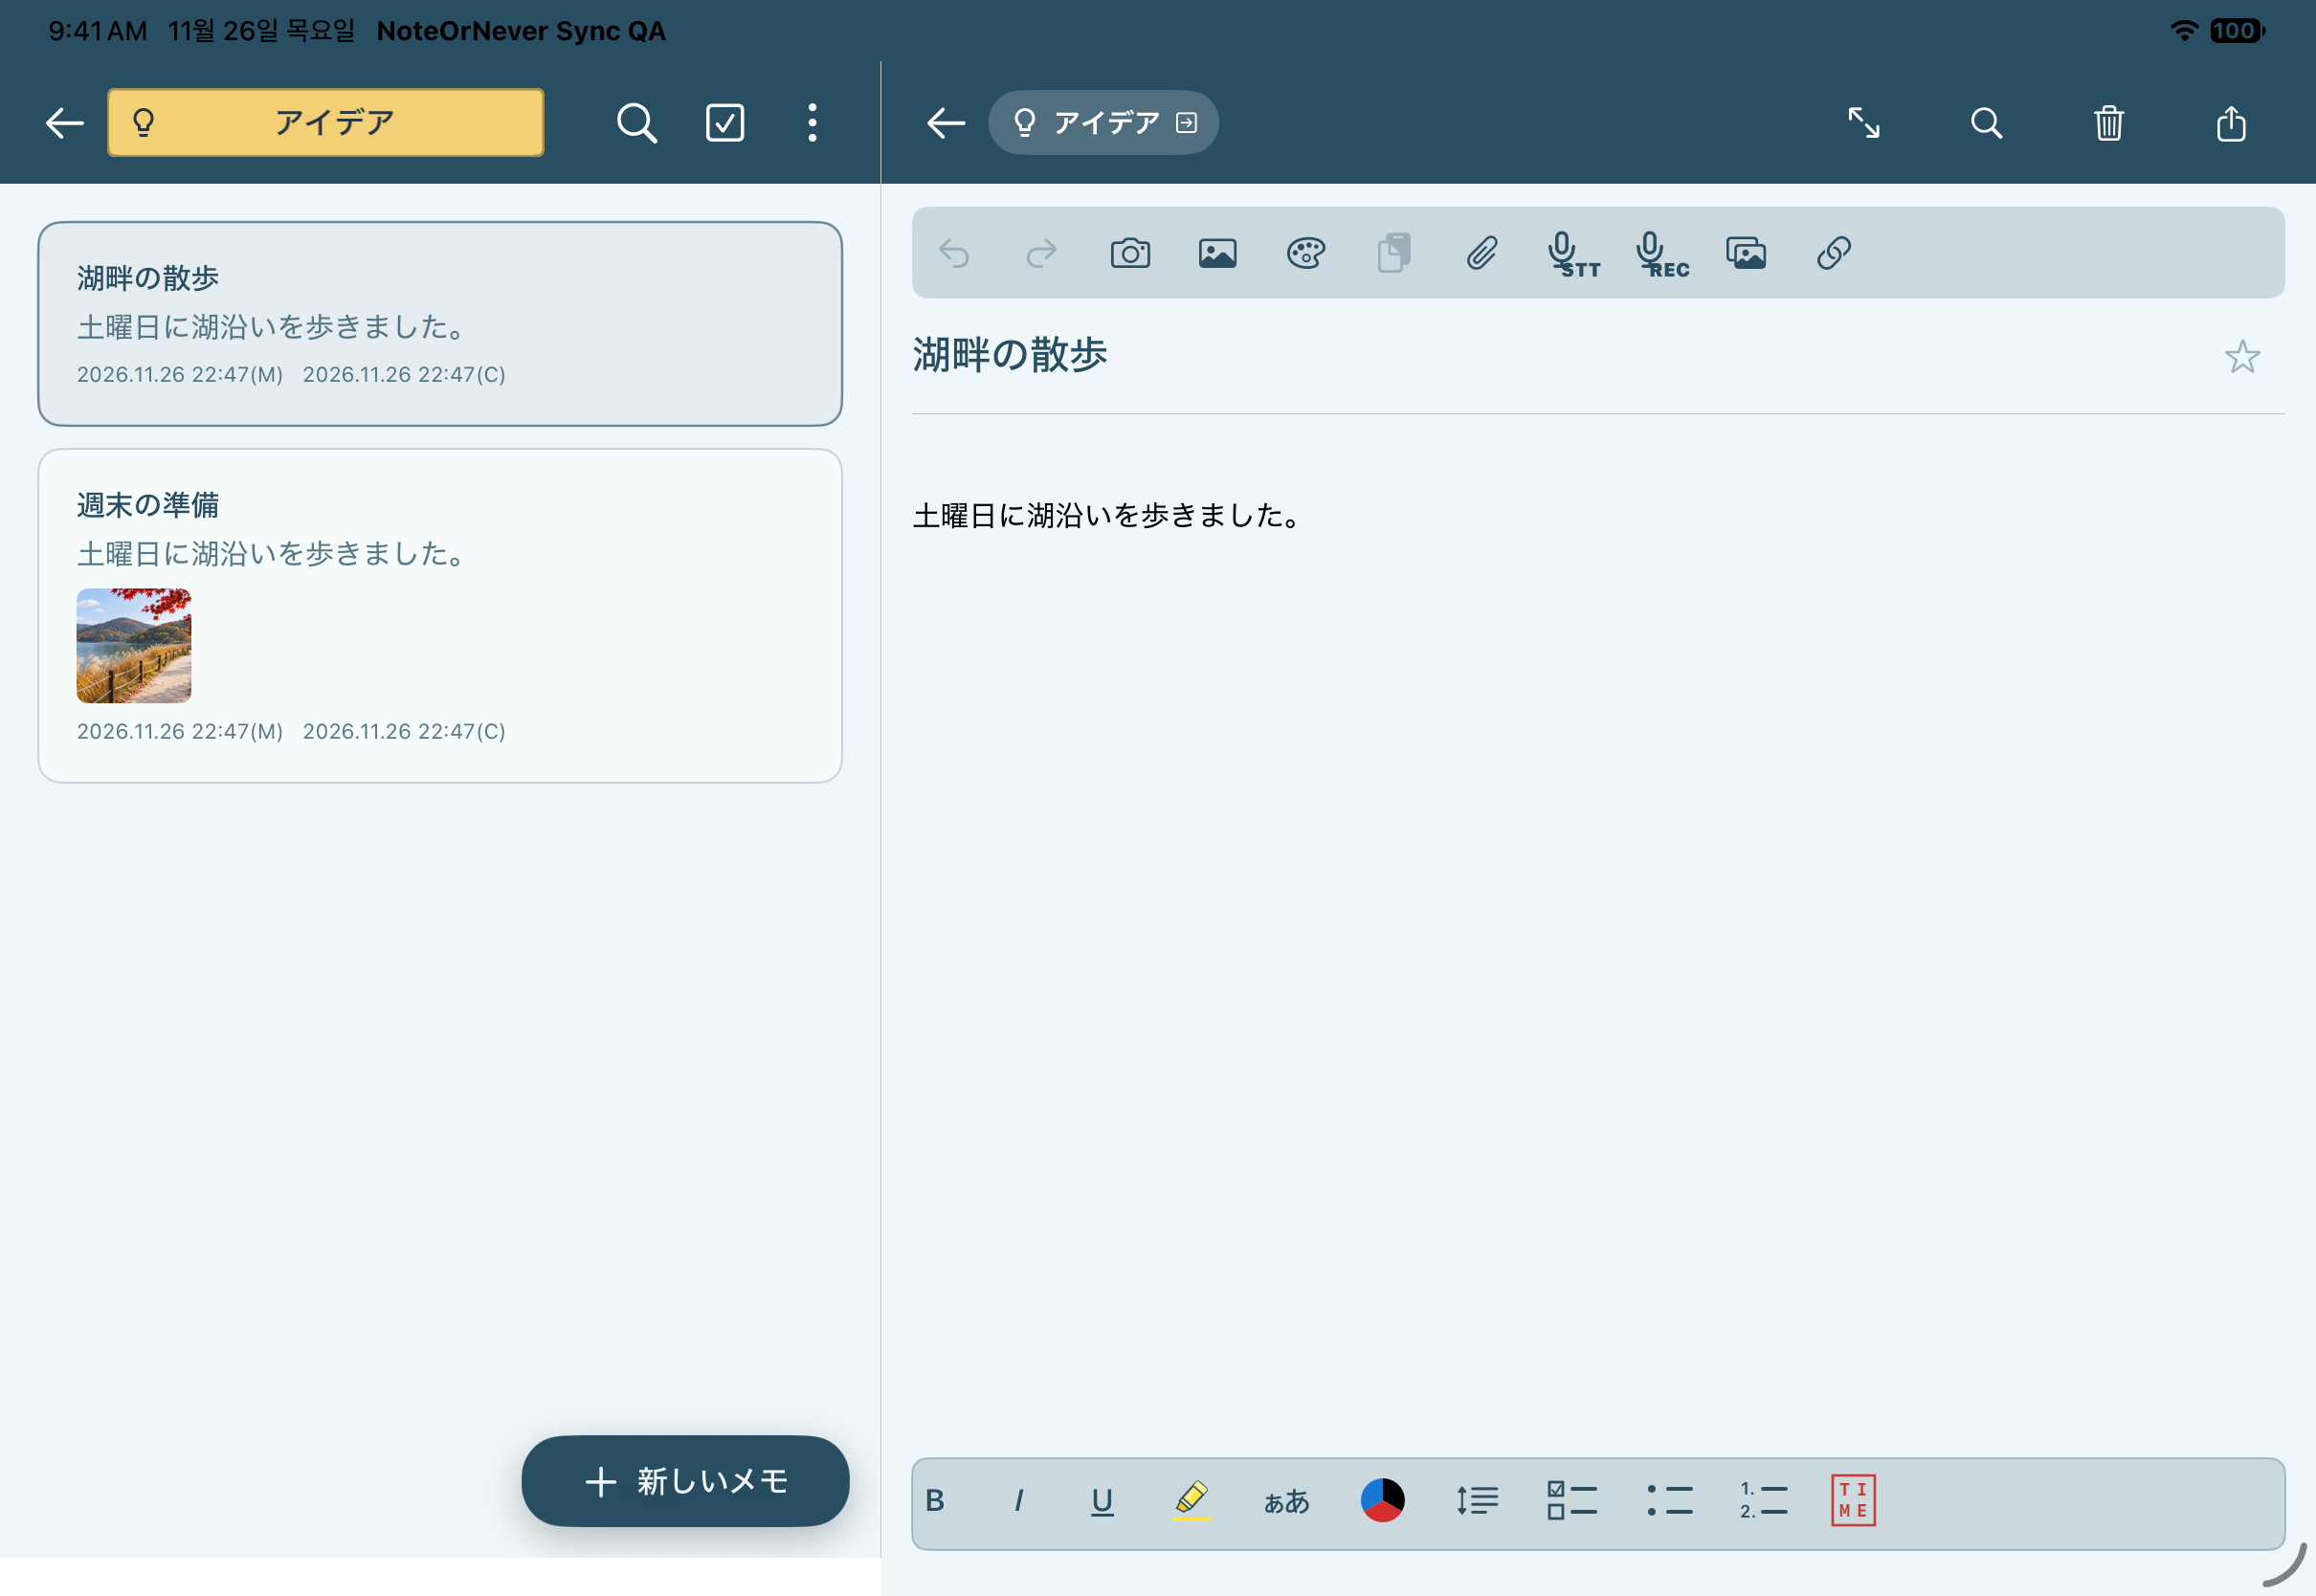 9:41 AM 11월 26일 목요일 NoteOrNever Sync QA
100
アイデア
湖畔の散歩
土曜日に湖沿いを歩きました。
2026.11.26 22:47(M) 2026.11.26 22:47(C)
週末の準備
土曜日に湖沿いを歩きました。
2026.11.26 22:47(M) 2026.11.26 22:47(C)
新しいメモ
アイデア
STT
REC
湖畔の散歩
土曜日に湖沿いを歩きました。
B I U ああ
1.
2.
TI
ME